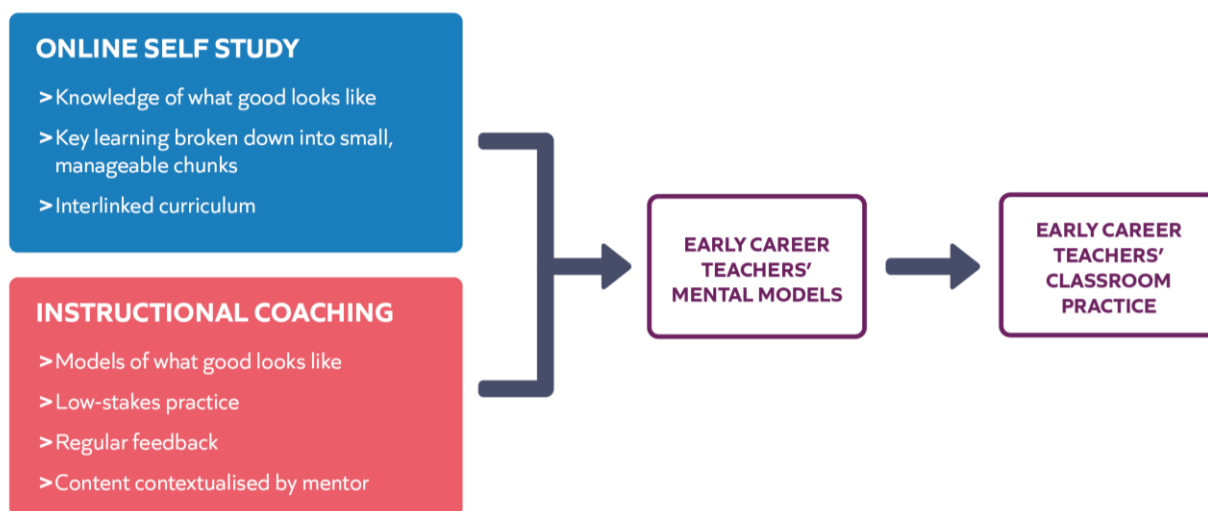 ONLINE SELF STUDY
> Knowledge of what good looks like
> Key learning broken down into small,
manageable chunks
> Interlinked curriculum
INSTRUCTIONAL COACHING
> Models of what good looks like
> Low-stakes practice
> Regular feedback
> Content contextualised by mentor
EARLY CAREER
TEACHERS’
MENTAL MODELS
EARLY CAREER
TEACHERS’
CLASSROOM
PRACTICE